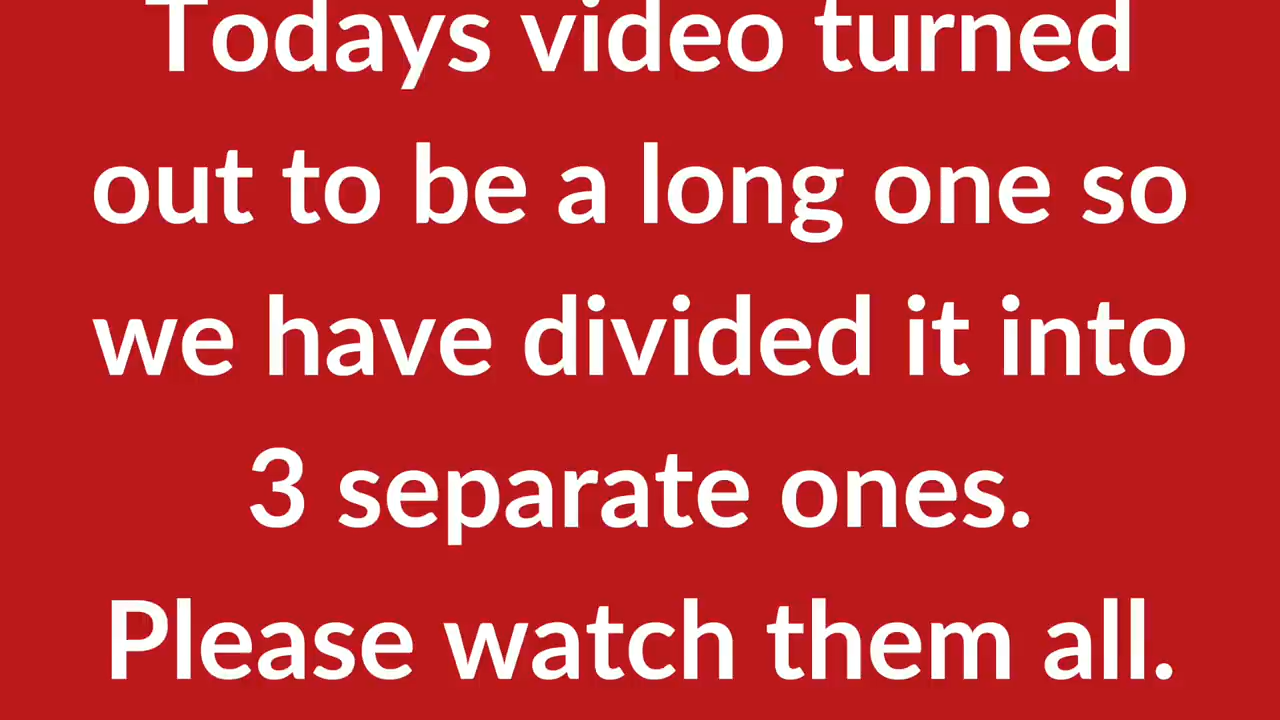 Todays video turned
out to be a long one so
we have divided it into
3 separate ones.
Please watch them all.